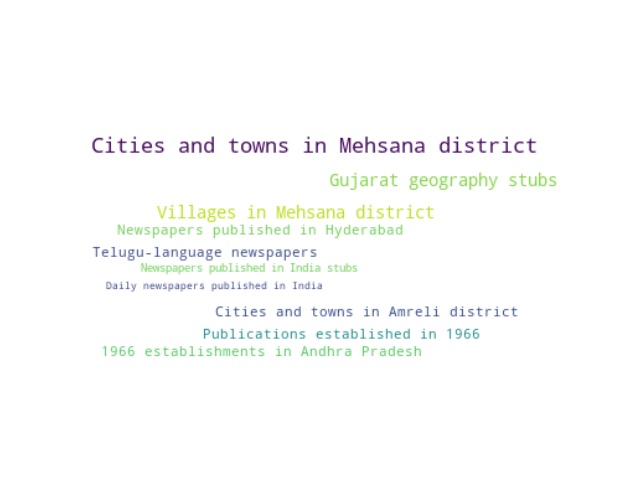 Cities and towns in Mehsana district
Gujarat geography stubs
Villages in Mehsana district
Newspapers published in Hyderabad
Telugu-language newspapers
Newspapers published in India stubs
Daily newspapers published in India
Cities and towns in Amreli district
Publications established in 1966
1966 establishments in Andhra Pradesh